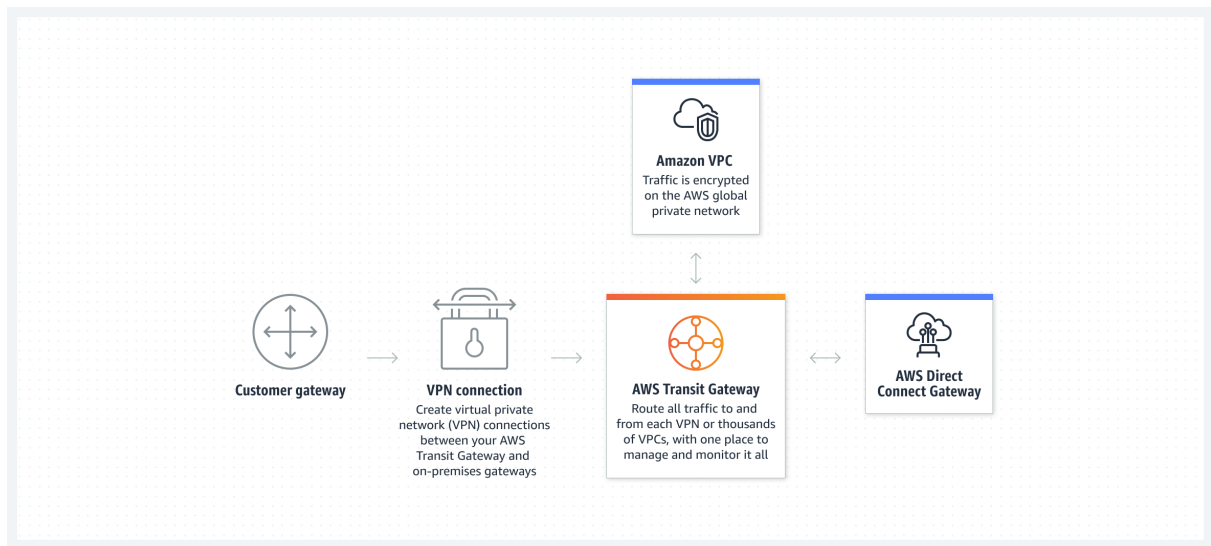 Amazon VPC
Traffic is encrypted
on the AWS global
private network
Customer gateway
VPN connection
Create virtual private
network (VPN) connections
between your AWS
Transit Gateway and
on-premises gateways
AWS Transit Gateway
Route all traffic to and
from each VPN or thousands
of VPCs, with one place to
manage and monitor it all
AWS Direct
Connect Gateway